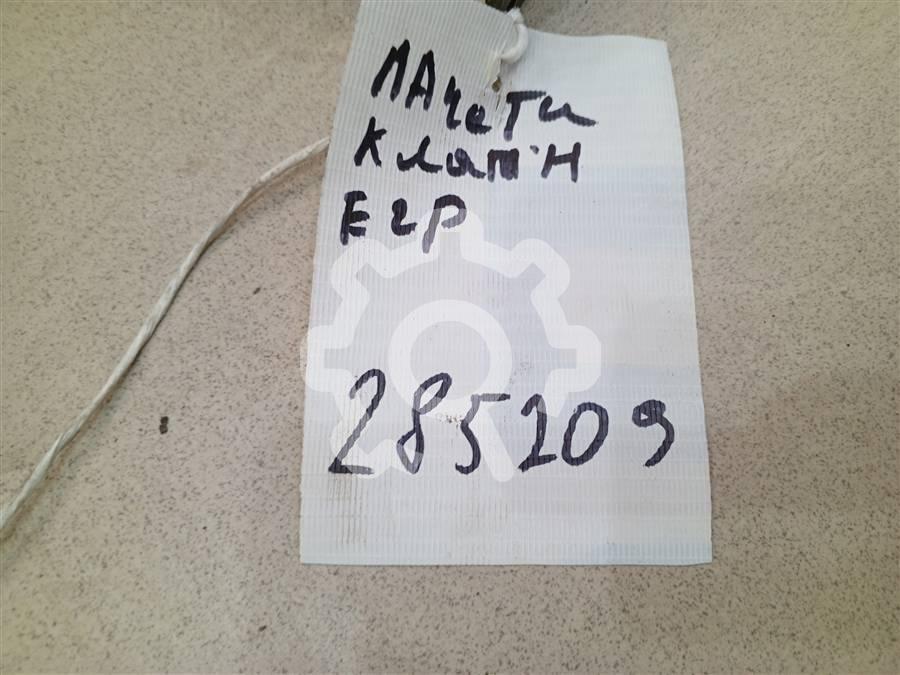 ЛАчеТи
Клап'Н
Егр
285209